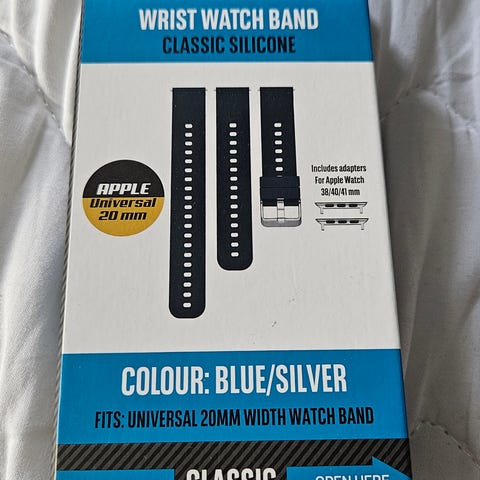 WRIST WATCH BAND
CLASSIC SILICONE
Includes adapters
For Apple Watch
38/40/41 mm
APPLE
Universal
20 mm
COLOUR: BLUE/SILVER
FITS: UNIVERSAL 20MM WIDTH WATCH BAND
CLASSIC
OPEN HERE